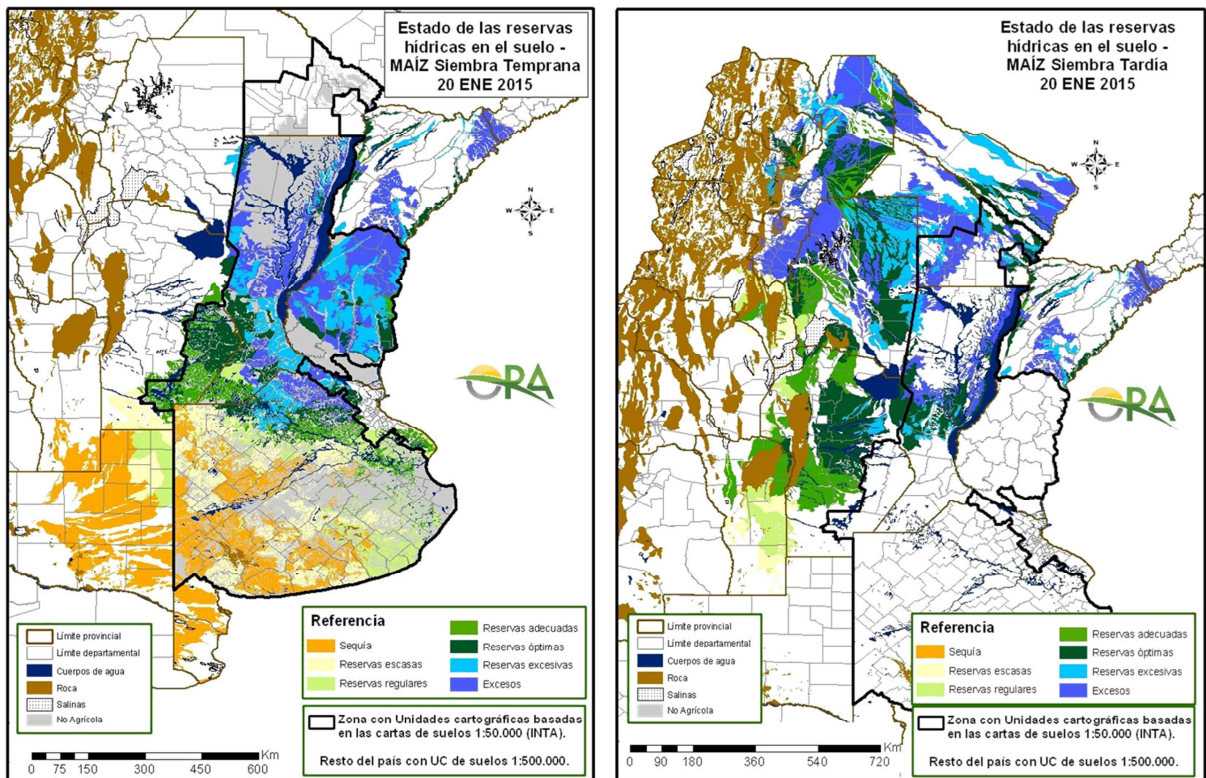 Estado de las reservas
hídricas en el suelo -
MAÍZ Siembra Temprana
20 ENE 2015
N
W E
S
ORA
Límite provincial
Límite departamental
Cuerpos de agua
Roca
Salinas
No Agrícola
Referencia
Sequía
Reservas escasas
Reservas regulares
Reservas adecuadas
Reservas óptimas
Reservas excesivas
Excesos
Zona con Unidades cartográficas basadas
en las cartas de suelos 1:50.000 (INTA).
Resto del país con UC de suelos 1:500.000.
Km
0 75 150 300 450 600
Estado de las reservas
hídricas en el suelo -
MAÍZ Siembra Tardía
20 ENE 2015
N
W E
S
ORA
Límite provincial
Límite departamental
Cuerpos de agua
Roca
Salinas
No Agrícola
Referencia
Sequía
Reservas escasas
Reservas regulares
Reservas adecuadas
Reservas óptimas
Reservas excesivas
Excesos
Zona con Unidades cartográficas basadas
en las cartas de suelos 1:50.000 (INTA).
Resto del país con UC de suelos 1:500.000.
Km
0 90 180 360 540 720